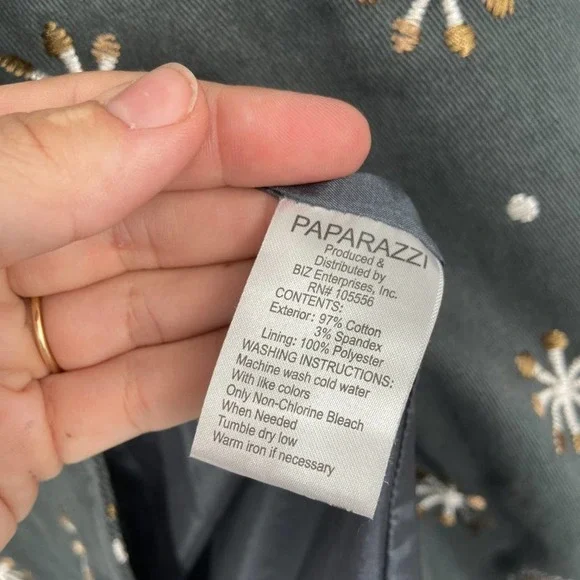 PAPARAZZI
Produced &
Distributed by
BIZ Enterprises, Inc.
RN# 105556
CONTENTS:
Exterior: 97% Cotton
3% Spandex
Lining: 100% Polyester
WASHING INSTRUCTIONS:
Machine wash cold water
With like colors
Only Non-Chlorine Bleach
When Needed
Tumble dry low
Warm iron if necessary